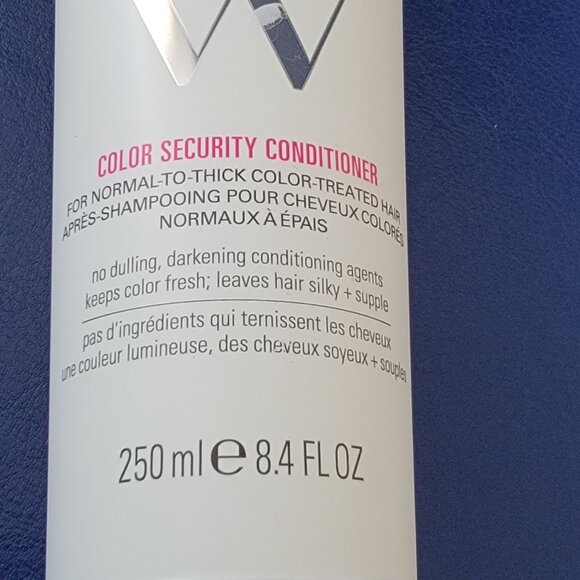 W
COLOR SECURITY CONDITIONER
FOR NORMAL-TO-THICK COLOR-TREATED HAIR
APRÈS-SHAMPOOING POUR CHEVEUX COLORÉS
NORMAUX À ÉPAIS
no dulling, darkening conditioning agents
keeps color fresh; leaves hair silky + supple
pas d'ingrédients qui ternissent les cheveux
une couleur lumineuse, des cheveux soyeux + souples
250 ml e 8.4 FL OZ